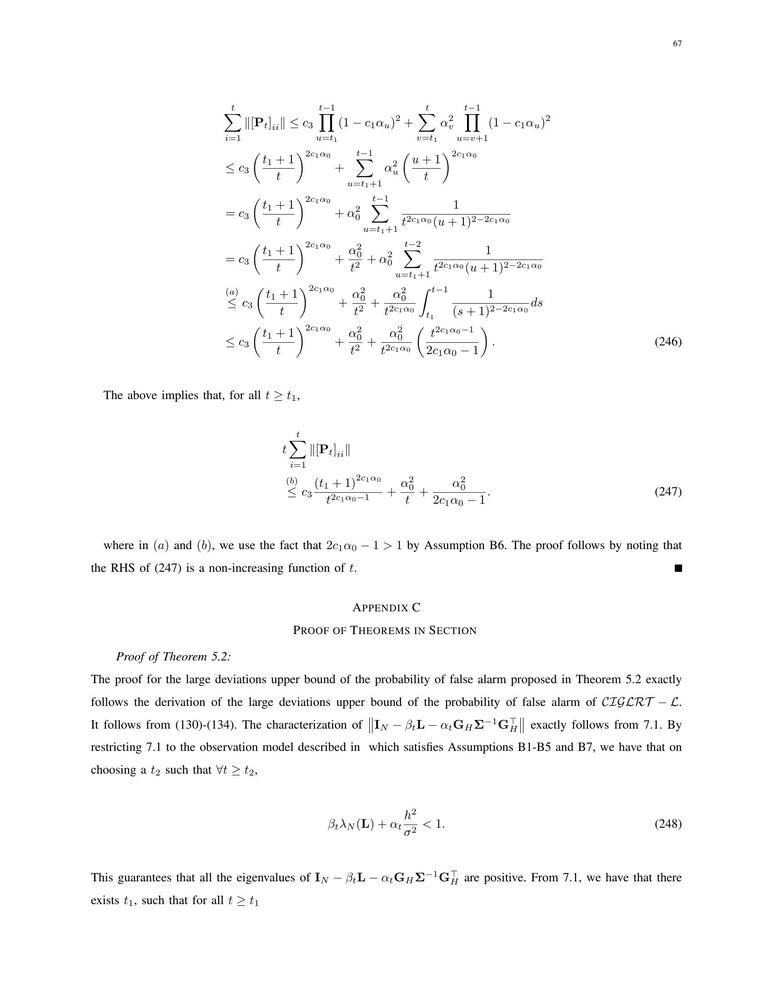 67
$$\sum_{i=1}^{t} \|[\mathbf{P}_t]_{ii}\| \leq c_3 \prod_{u=t_1}^{t-1} (1 - c_1\alpha_u)^2 + \sum_{v=t_1}^{t} \alpha_v^2 \prod_{u=v+1}^{t-1} (1 - c_1\alpha_u)^2$$
$$\leq c_3 \left(\frac{t_1+1}{t}\right)^{2c_1\alpha_0} + \sum_{u=t_1+1}^{t-1} \alpha_u^2 \left(\frac{u+1}{t}\right)^{2c_1\alpha_0}$$
$$= c_3 \left(\frac{t_1+1}{t}\right)^{2c_1\alpha_0} + \alpha_0^2 \sum_{u=t_1+1}^{t-1} \frac{1}{t^{2c_1\alpha_0}(u+1)^{2-2c_1\alpha_0}}$$
$$= c_3 \left(\frac{t_1+1}{t}\right)^{2c_1\alpha_0} + \frac{\alpha_0^2}{t^2} + \alpha_0^2 \sum_{u=t_1+1}^{t-2} \frac{1}{t^{2c_1\alpha_0}(u+1)^{2-2c_1\alpha_0}}$$
$$\stackrel{(a)}{\leq} c_3 \left(\frac{t_1+1}{t}\right)^{2c_1\alpha_0} + \frac{\alpha_0^2}{t^2} + \frac{\alpha_0^2}{t^{2c_1\alpha_0}} \int_{t_1}^{t-1} \frac{1}{(s+1)^{2-2c_1\alpha_0}} ds$$
$$\leq c_3 \left(\frac{t_1+1}{t}\right)^{2c_1\alpha_0} + \frac{\alpha_0^2}{t^2} + \frac{\alpha_0^2}{t^{2c_1\alpha_0}} \left(\frac{t^{2c_1\alpha_0-1}}{2c_1\alpha_0-1}\right).$$ (246)
The above implies that, for all $t \geq t_1$,
$$t \sum_{i=1}^{t} \|[\mathbf{P}_t]_{ii}\|$$
$$\stackrel{(b)}{\leq} c_3 \frac{(t_1+1)^{2c_1\alpha_0}}{t^{2c_1\alpha_0-1}} + \frac{\alpha_0^2}{t} + \frac{\alpha_0^2}{2c_1\alpha_0-1}.$$ (247)
where in $(a)$ and $(b)$, we use the fact that $2c_1\alpha_0 - 1 > 1$ by Assumption B6. The proof follows by noting that
the RHS of (247) is a non-increasing function of $t$. ■
APPENDIX C
PROOF OF THEOREMS IN SECTION
Proof of Theorem 5.2:
The proof for the large deviations upper bound of the probability of false alarm proposed in Theorem 5.2 exactly
follows the derivation of the large deviations upper bound of the probability of false alarm of $\mathcal{CIGLRT} - \mathcal{L}$.
It follows from (130)-(134). The characterization of $\left\|\mathbf{I}_N - \beta_t\mathbf{L} - \alpha_t\mathbf{G}_H\mathbf{\Sigma}^{-1}\mathbf{G}_H^\top\right\|$ exactly follows from 7.1. By
restricting 7.1 to the observation model described in which satisfies Assumptions B1-B5 and B7, we have that on
choosing a $t_2$ such that $\forall t \geq t_2$,
$$\beta_t\lambda_N(\mathbf{L}) + \alpha_t\frac{h^2}{\sigma^2} < 1.$$ (248)
This guarantees that all the eigenvalues of $\mathbf{I}_N - \beta_t\mathbf{L} - \alpha_t\mathbf{G}_H\mathbf{\Sigma}^{-1}\mathbf{G}_H^\top$ are positive. From 7.1, we have that there
exists $t_1$, such that for all $t \geq t_1$